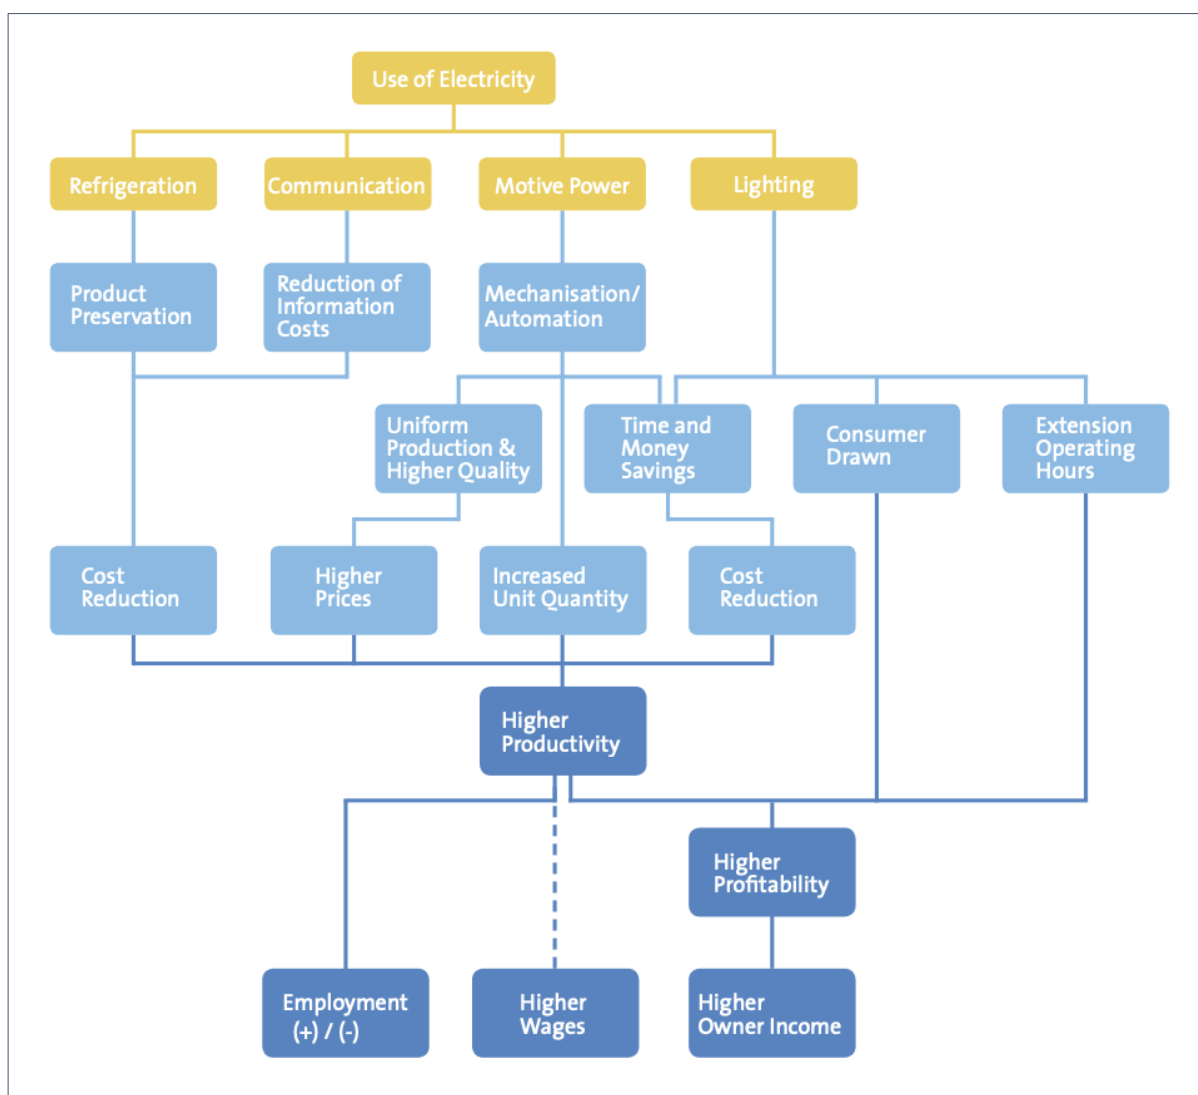 Use of Electricity
Refrigeration
Communication
Motive Power
Lighting
Product
Preservation
Reduction of
Information
Costs
Mechanisation/
Automation
Uniform
Production &
Higher Quality
Time and
Money
Savings
Consumer
Drawn
Extension
Operating
Hours
Cost
Reduction
Higher
Prices
Increased
Unit Quantity
Cost
Reduction
Higher
Productivity
Higher
Profitability
Employment
(+) / (-)
Higher
Wages
Higher
Owner Income